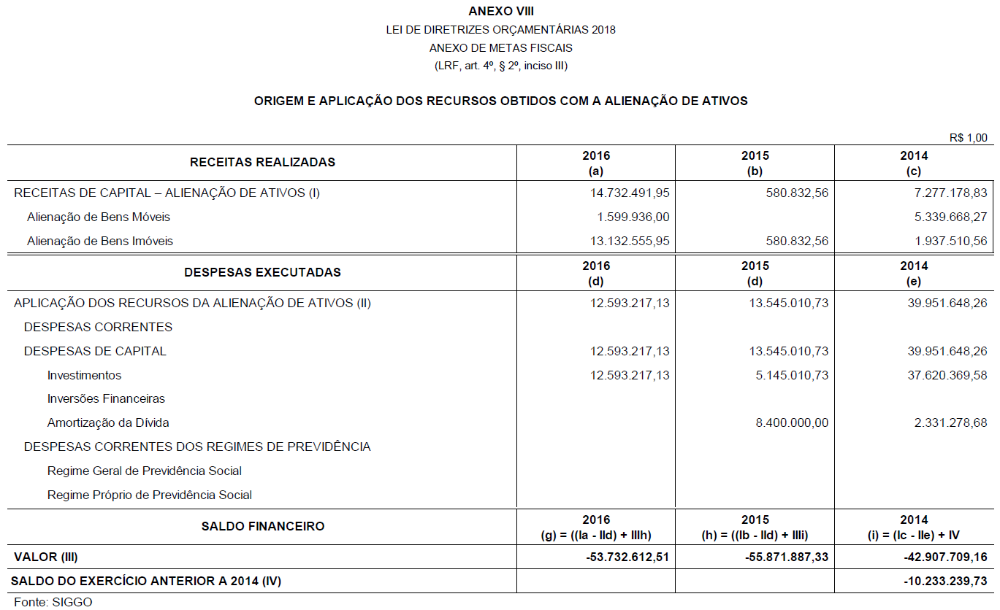 ANEXO VIII
LEI DE DIRETRIZES ORÇAMENTÁRIAS 2018
ANEXO DE METAS FISCAIS
(LRF, art. 4º, § 2º, inciso III)
ORIGEM E APLICAÇÃO DOS RECURSOS OBTIDOS COM A ALIENAÇÃO DE ATIVOS
R$ 1,00
RECEITAS REALIZADAS 2016 (a) 2015 (b) 2014 (c)
RECEITAS DE CAPITAL – ALIENAÇÃO DE ATIVOS (I) 14.732.491,95 580.832,56 7.277.178,83
Alienação de Bens Móveis 1.599.936,00 5.339.668,27
Alienação de Bens Imóveis 13.132.555,95 580.832,56 1.937.510,56
DESPESAS EXECUTADAS 2016 (d) 2015 (d) 2014 (e)
APLICAÇÃO DOS RECURSOS DA ALIENAÇÃO DE ATIVOS (II) 12.593.217,13 13.545.010,73 39.951.648,26
DESPESAS CORRENTES
DESPESAS DE CAPITAL 12.593.217,13 13.545.010,73 39.951.648,26
Investimentos 12.593.217,13 5.145.010,73 37.620.369,58
Inversões Financeiras
Amortização da Dívida 8.400.000,00 2.331.278,68
DESPESAS CORRENTES DOS REGIMES DE PREVIDÊNCIA
Regime Geral de Previdência Social
Regime Próprio de Previdência Social
SALDO FINANCEIRO 2016 (g) = ((Ia - IId) + IIIh) 2015 (h) = ((Ib - IId) + IIIi) 2014 (i) = (Ic - IIe) + IV
VALOR (III) -53.732.612,51 -55.871.887,33 -42.907.709,16
SALDO DO EXERCÍCIO ANTERIOR A 2014 (IV) -10.233.239,73
Fonte: SIGGO